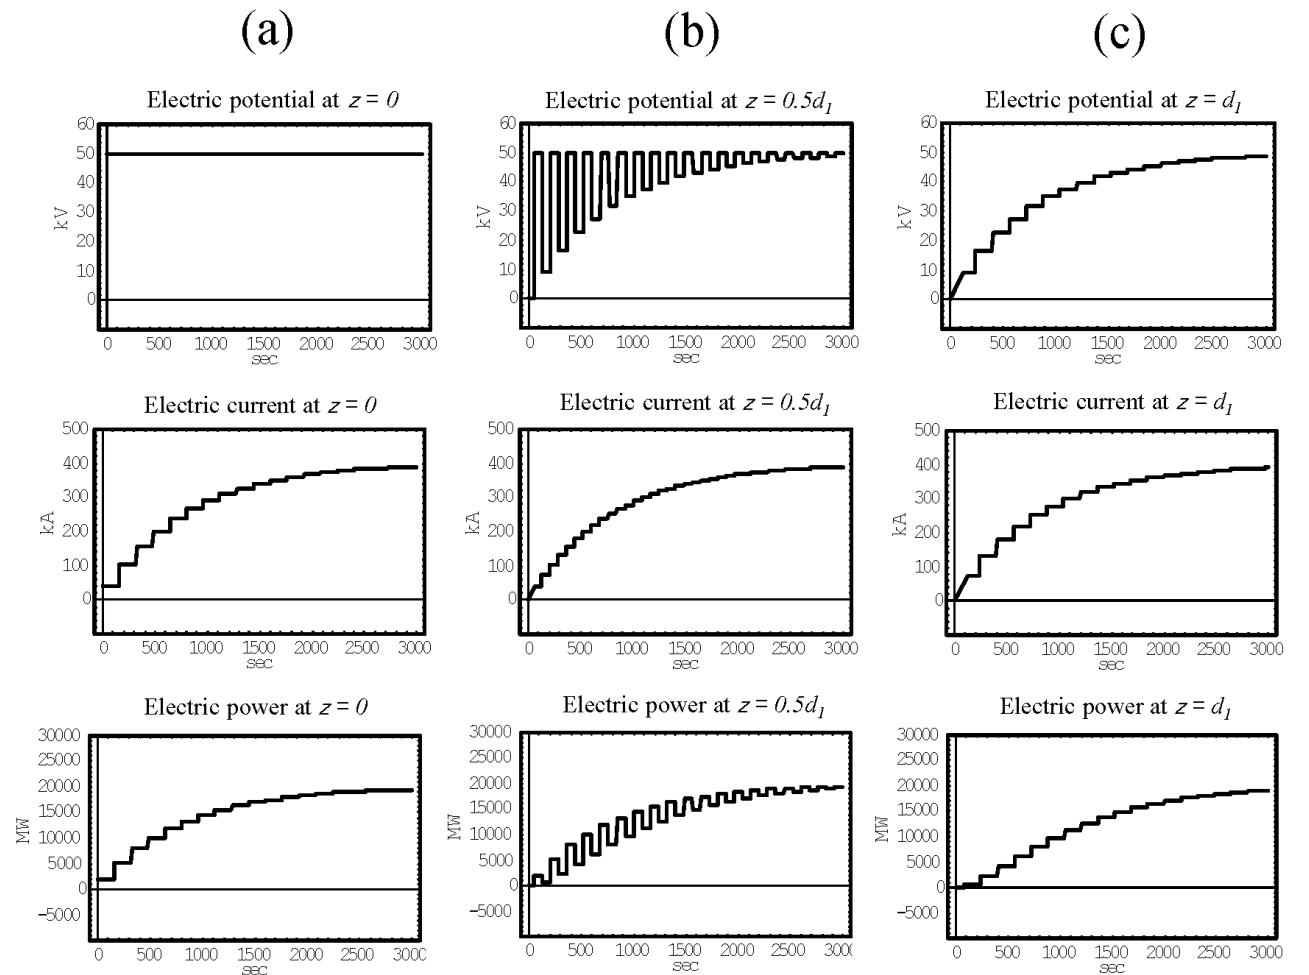 (a)
(b)
(c)
Electric potential at z = 0
60
50
40
30
20
10
0
kV
0 500 1000 1500 2000 2500 3000
sec
Electric potential at z = 0.5d1
60
50
40
30
20
10
0
kV
0 500 1000 1500 2000 2500 3000
sec
Electric potential at z = d1
60
50
40
30
20
10
0
kV
0 500 1000 1500 2000 2500 3000
sec
Electric current at z = 0
500
400
300
200
100
0
kA
0 500 1000 1500 2000 2500 3000
sec
Electric current at z = 0.5d1
500
400
300
200
100
0
kA
0 500 1000 1500 2000 2500 3000
sec
Electric current at z = d1
500
400
300
200
100
0
kA
0 500 1000 1500 2000 2500 3000
sec
Electric power at z = 0
30000
25000
20000
15000
10000
5000
0
−5000
MW
0 500 1000 1500 2000 2500 3000
sec
Electric power at z = 0.5d1
30000
25000
20000
15000
10000
5000
0
−5000
MW
0 500 1000 1500 2000 2500 3000
sec
Electric power at z = d1
30000
25000
20000
15000
10000
5000
0
−5000
MW
0 500 1000 1500 2000 2500 3000
sec